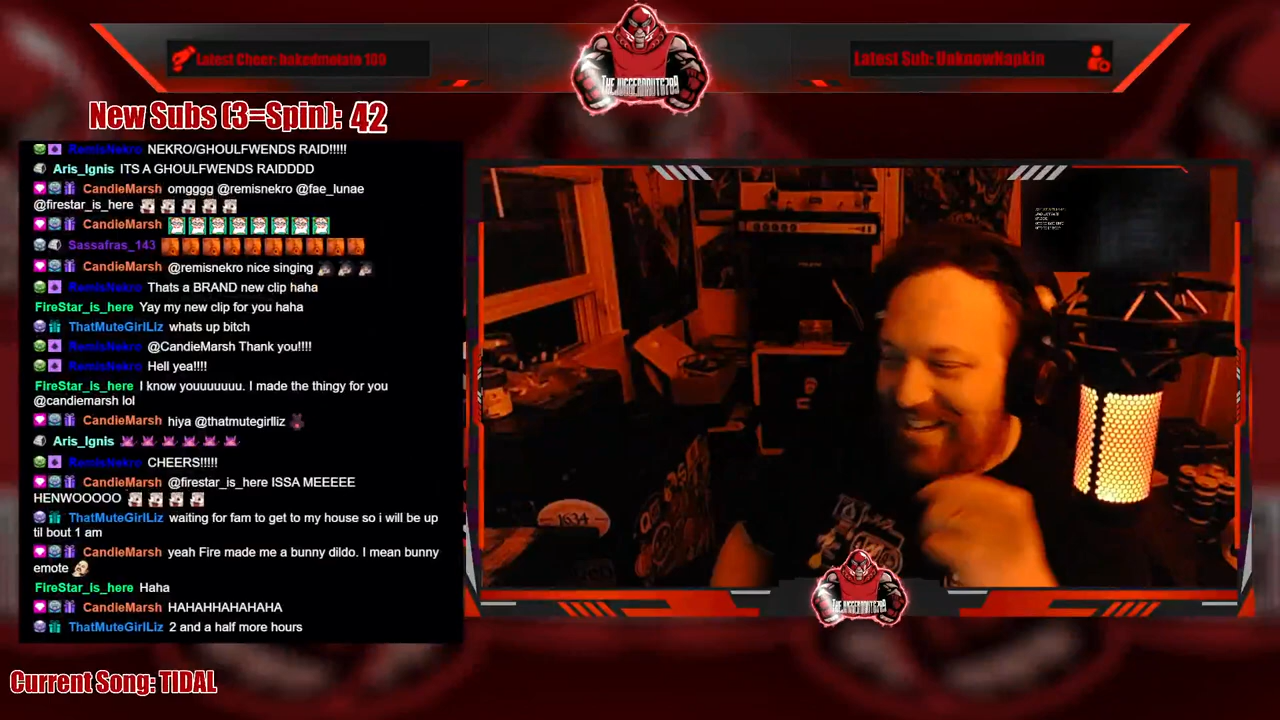 Latest Cheer: bakedmolato 100
THEJUGGERNAUT6789
Latest Sub: UnknowNapkin
New Subs (3=Spin): 42
RemisNekro NEKRO/GHOULFWENDS RAID!!!!!
Aris_Ignis ITS A GHOULFWENDS RAIDDDD
CandieMarsh omgggg @remisnekro @fae_lunae
@firestar_is_here
CandieMarsh
Sassafras_143
CandieMarsh @remisnekro nice singing
RemisNekro Thats a BRAND new clip haha
FireStar_is_here Yay my new clip for you haha
ThatMuteGirlLiz whats up bitch
RemisNekro @CandieMarsh Thank you!!!!
RemisNekro Hell yea!!!!
FireStar_is_here I know youuuuuuu. I made the thingy for you
@candiemarsh lol
CandieMarsh hiya @thatmutegirlliz
Aris_Ignis
RemisNekro CHEERS!!!!!
CandieMarsh @firestar_is_here ISSA MEEEEE
HENWOOOOO
ThatMuteGirlLiz waiting for fam to get to my house so i will be up
til bout 1 am
CandieMarsh yeah Fire made me a bunny dildo. I mean bunny
emote
FireStar_is_here Haha
CandieMarsh HAHAHHAHAHAHA
ThatMuteGirlLiz 2 and a half more hours
1634
THEJUGGERNAUT6789
Current Song: TIDAL